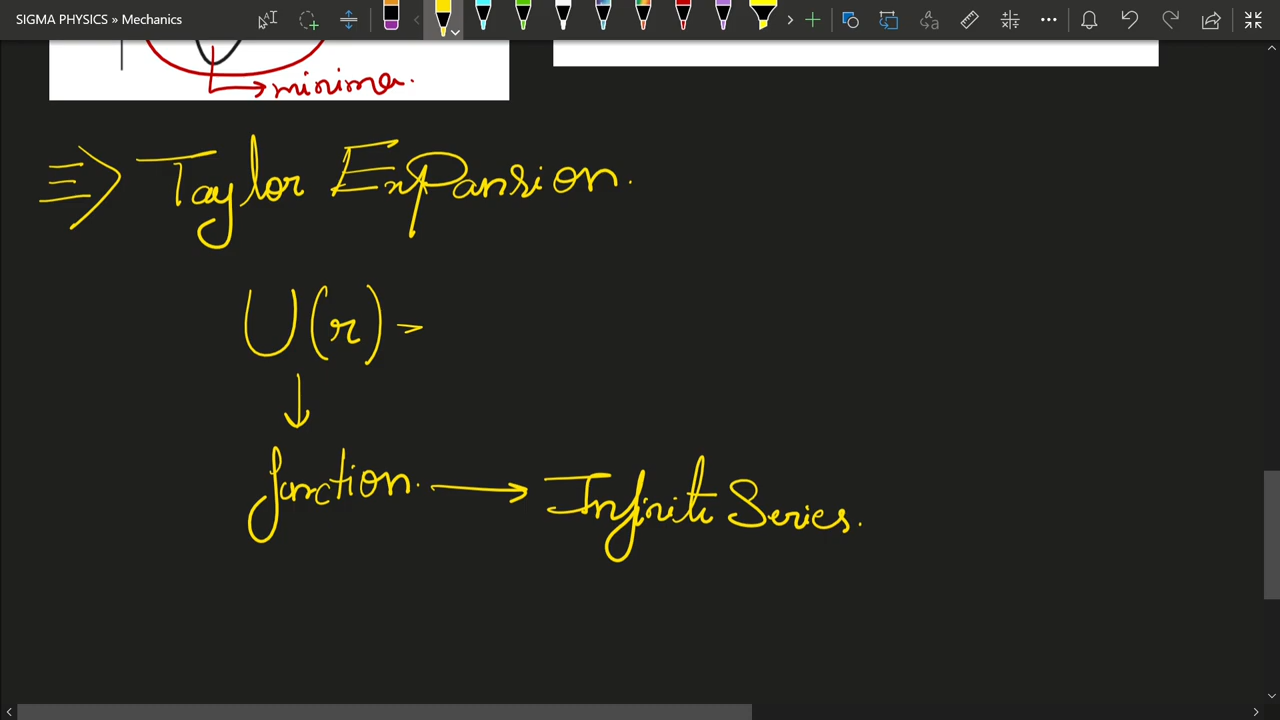 SIGMA PHYSICS » Mechanics
minima.
⇒ Taylor Expansion.
U(r) →
↓
function. → Infinite Series.